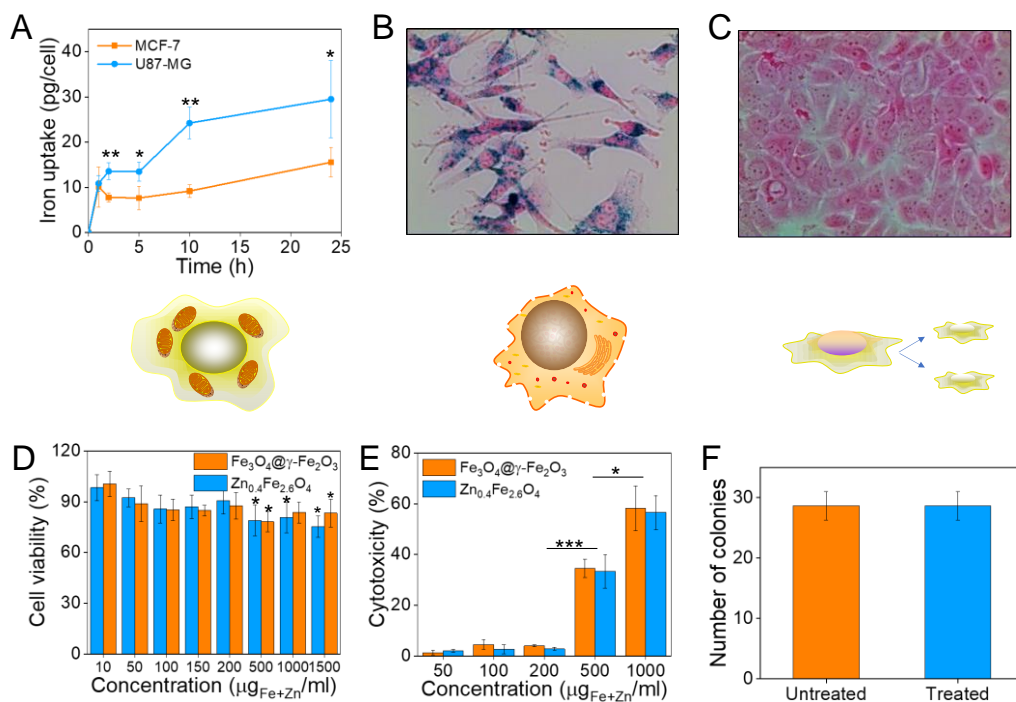 A
Iron uptake (pg/cell)
40
30
20
10
0
MCF-7
U87-MG
**
*
**
*
0
5
10
15
20
25
Time (h)
B
C
D
Cell viability (%)
120
90
60
30
0
Fe₃O₄@γ-Fe₂O₃
Zn₀.₄Fe₂.₆O₄
*
*
*
*
*
10
50
100
150
200
500
1000
1500
Concentration (μg_Fe+Zn/ml)
E
Cytotoxicity (%)
80
60
40
20
0
Fe₃O₄@γ-Fe₂O₃
Zn₀.₄Fe₂.₆O₄
***
*
50
100
200
500
1000
Concentration (μg_Fe+Zn/ml)
F
Number of colonies
30
20
10
0
Untreated
Treated